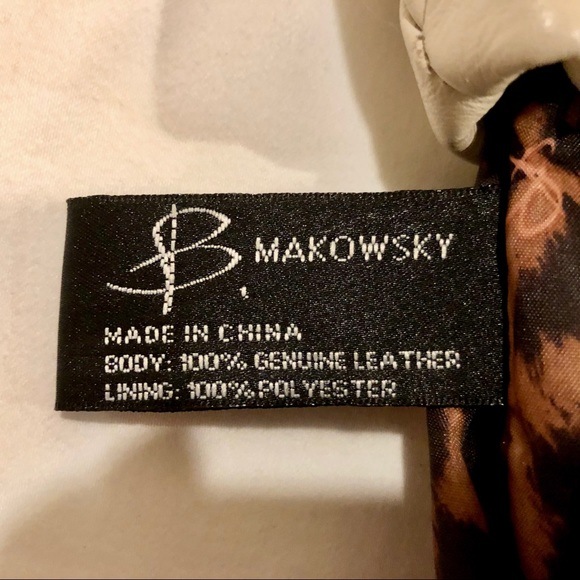 B. MAKOWSKY
MADE IN CHINA
BODY: 100% GENUINE LEATHER
LINING: 100% POLYESTER